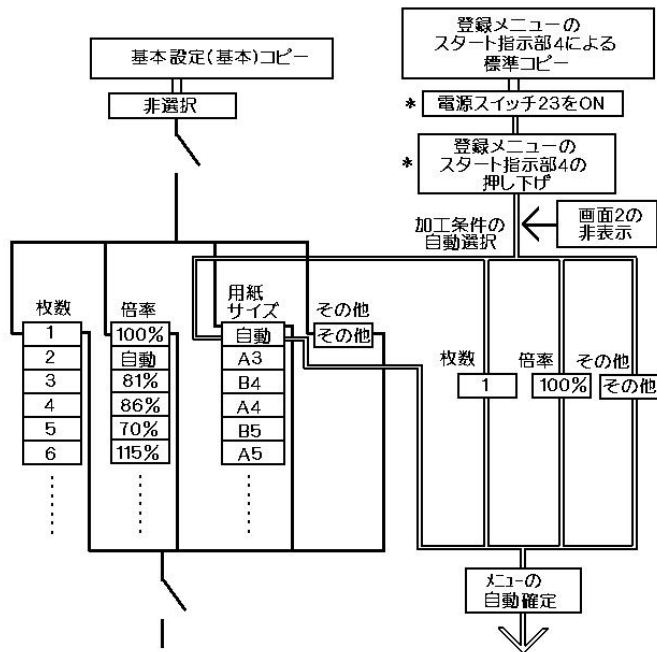 基本設定(基本)コピー
非選択
登録メニューの
スタート指示部4による
標準コピー
* 電源スイッチ23をON
* 登録メニューの
スタート指示部4の
押し下げ
加工条件の
自動選択
画面2の
非表示
枚数
1
2
3
4
5
6
倍率
100%
自動
81%
86%
70%
115%
用紙
サイズ
自動
A3
B4
A4
B5
A5
その他
その他
枚数
1
倍率
100%
その他
その他
メニューの
自動確定